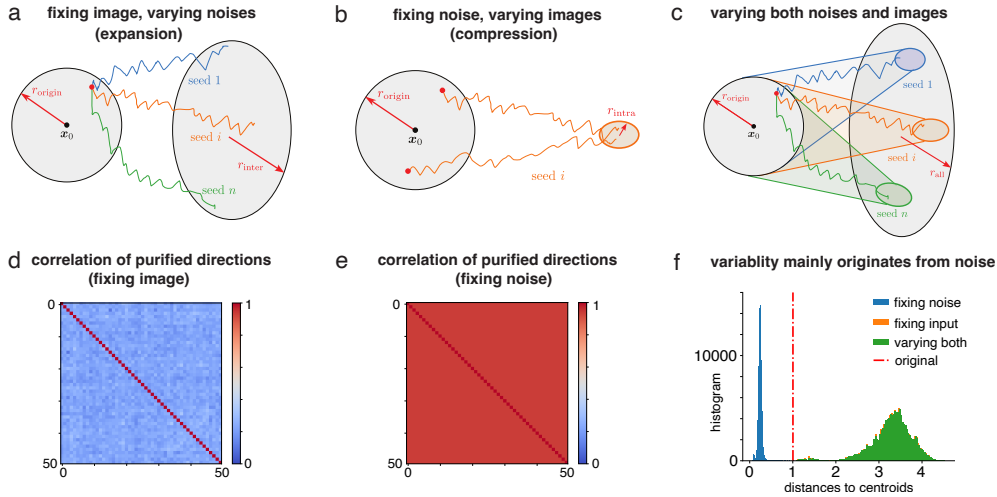 a
fixing image, varying noises
(expansion)
r_origin
x_0
seed 1
seed i
seed n
r_inter
b
fixing noise, varying images
(compression)
r_origin
x_0
r_intra
seed i
c
varying both noises and images
r_origin
x_0
seed 1
seed i
seed n
r_all
d
correlation of purified directions
(fixing image)
0
50
0
50
1
0
e
correlation of purified directions
(fixing noise)
0
50
0
50
1
0
f
variablity mainly originates from noise
fixing noise
fixing input
varying both
original
histogram
10000
0
0
1
2
3
4
distances to centroids